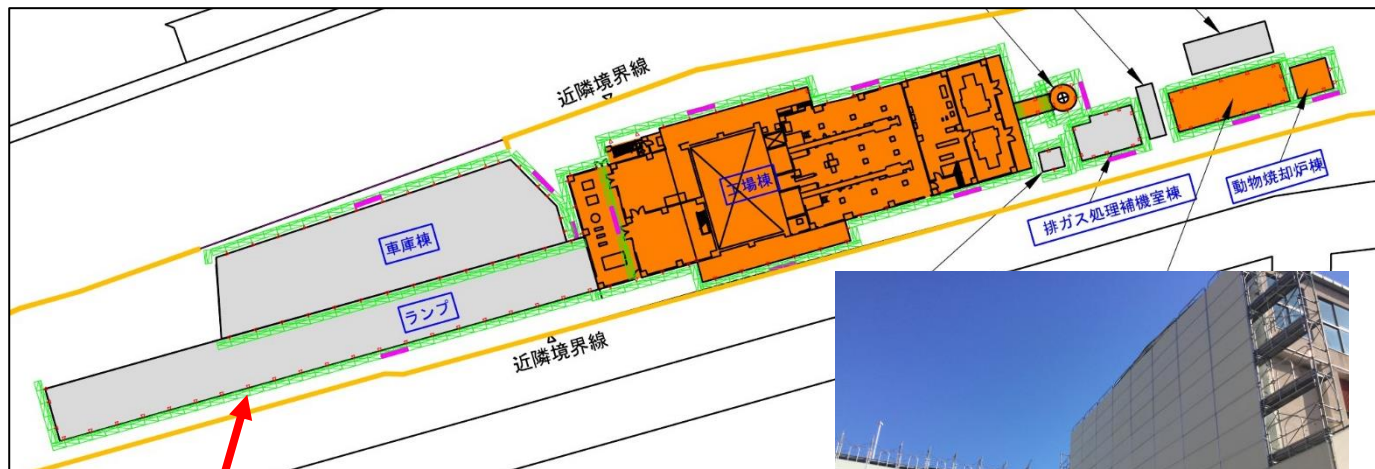 近隣境界線
工場棟
動物焼却炉棟
排ガス処理補機室棟
車庫棟
ランプ
近隣境界線